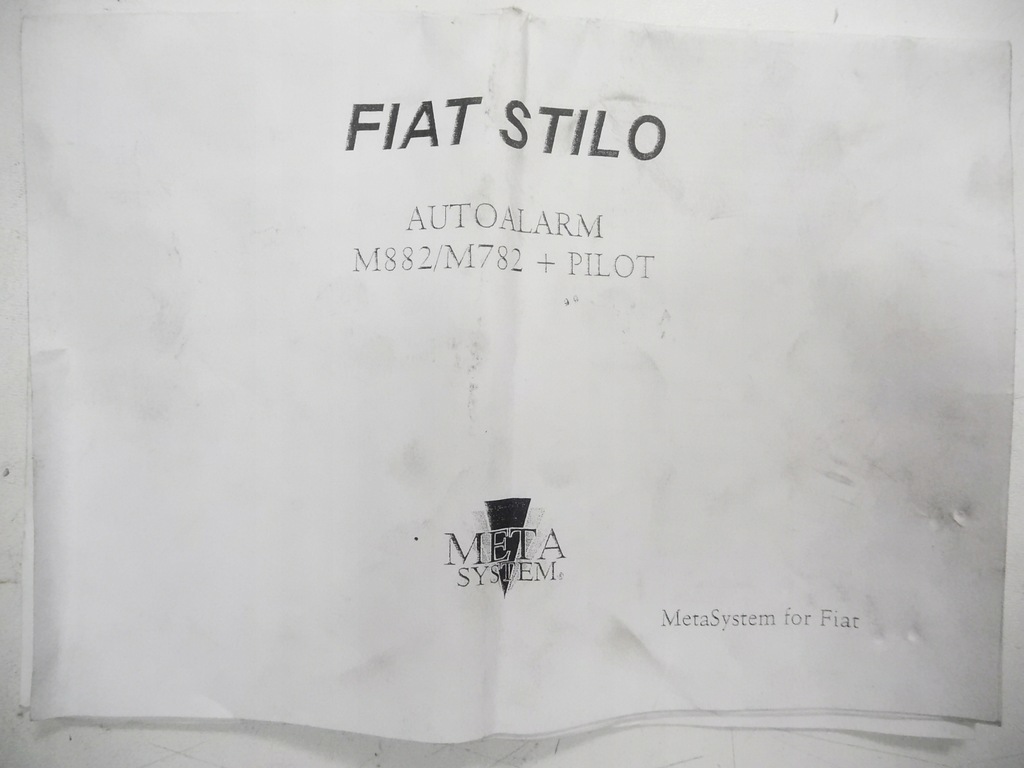 FIAT STILO
AUTOALARM
M882/M782 + PILOT
META
SYSTEM®
MetaSystem for Fiat